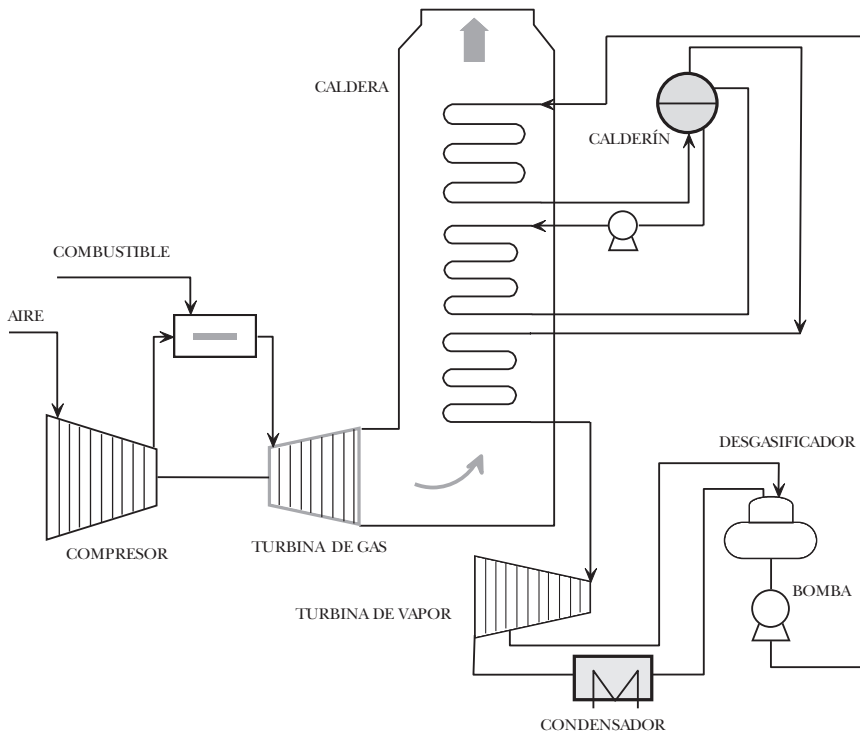 CALDERA
CALDERÍN
COMBUSTIBLE
AIRE
COMPRESOR
TURBINA DE GAS
DESGASIFICADOR
BOMBA
TURBINA DE VAPOR
CONDENSADOR